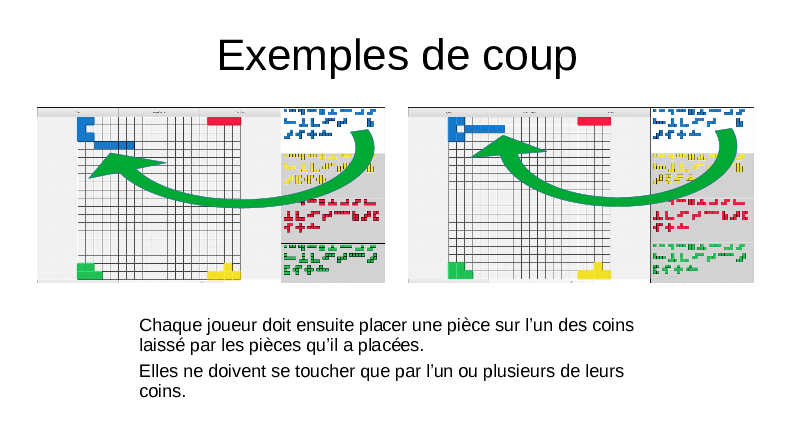 Exemples de coup
Chaque joueur doit ensuite placer une pièce sur l’un des coins
laissé par les pièces qu’il a placées.
Elles ne doivent se toucher que par l’un ou plusieurs de leurs
coins.